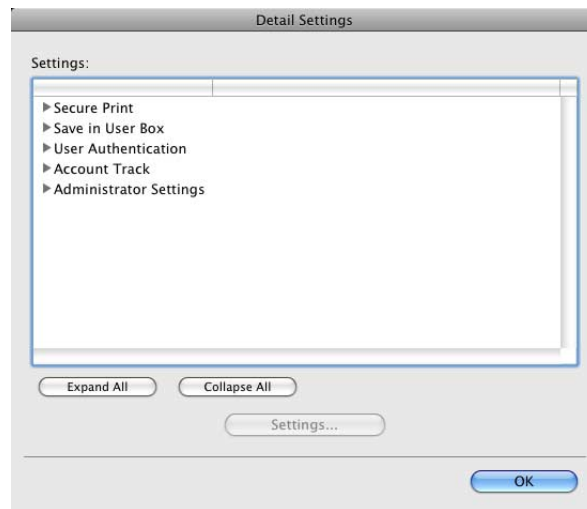 Detail Settings
Settings:
Secure Print
Save in User Box
User Authentication
Account Track
Administrator Settings
Expand All Collapse All
Settings...
OK